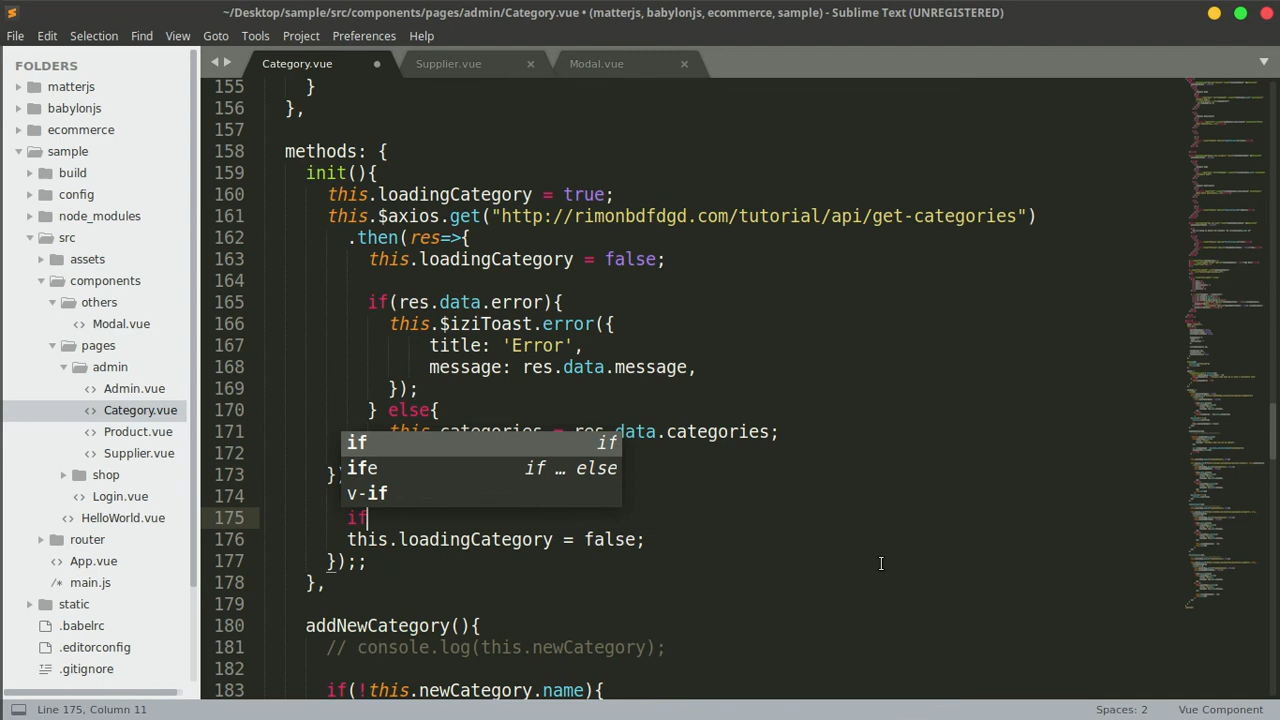 ~/Desktop/sample/src/components/pages/admin/Category.vue • (matterjs, babylonjs, ecommerce, sample) - Sublime Text (UNREGISTERED)
File Edit Selection Find View Goto Tools Project Preferences Help
FOLDERS
matterjs
babylonjs
ecommerce
sample
build
config
node_modules
src
assets
components
others
Modal.vue
pages
admin
Admin.vue
Category.vue
Product.vue
Supplier.vue
shop
Login.vue
HelloWorld.vue
router
App.vue
main.js
static
.babelrc
.editorconfig
.gitignore
Category.vue Supplier.vue Modal.vue
155 }
156 },
157
158 methods: {
159 init(){
160 this.loadingCategory = true;
161 this.$axios.get("http://rimonbdfdgd.com/tutorial/api/get-categories")
162 .then(res=>{
163 this.loadingCategory = false;
164
165 if(res.data.error){
166 this.$iziToast.error({
167 title: 'Error',
168 message: res.data.message,
169 });
170 } else{
171 this.categories = res.data.categories;
172
173 })
174
175 if
176 this.loadingCategory = false;
177 });;
178 },
179
180 addNewCategory(){
181 // console.log(this.newCategory);
182
183 if(!this.newCategory.name){
if if
ife if … else
v-if
Line 175, Column 11 Spaces: 2 Vue Component